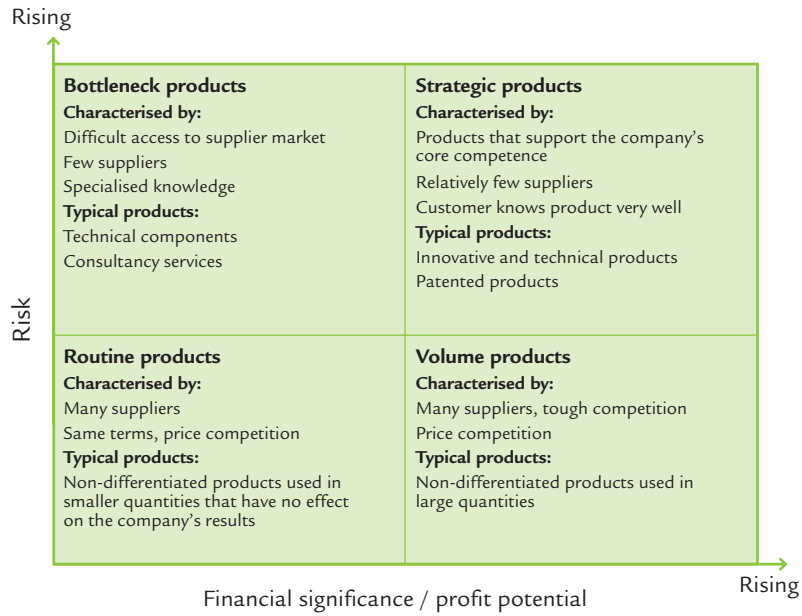 Rising
Bottleneck products
Characterised by:
Difficult access to supplier market
Few suppliers
Specialised knowledge
Typical products:
Technical components
Consultancy services
Strategic products
Characterised by:
Products that support the company's
core competence
Relatively few suppliers
Customer knows product very well
Typical products:
Innovative and technical products
Patented products
Risk
Routine products
Characterised by:
Many suppliers
Same terms, price competition
Typical products:
Non-differentiated products used in
smaller quantities that have no effect
on the company's results
Volume products
Characterised by:
Many suppliers, tough competition
Price competition
Typical products:
Non-differentiated products used in
large quantities
Rising
Financial significance / profit potential